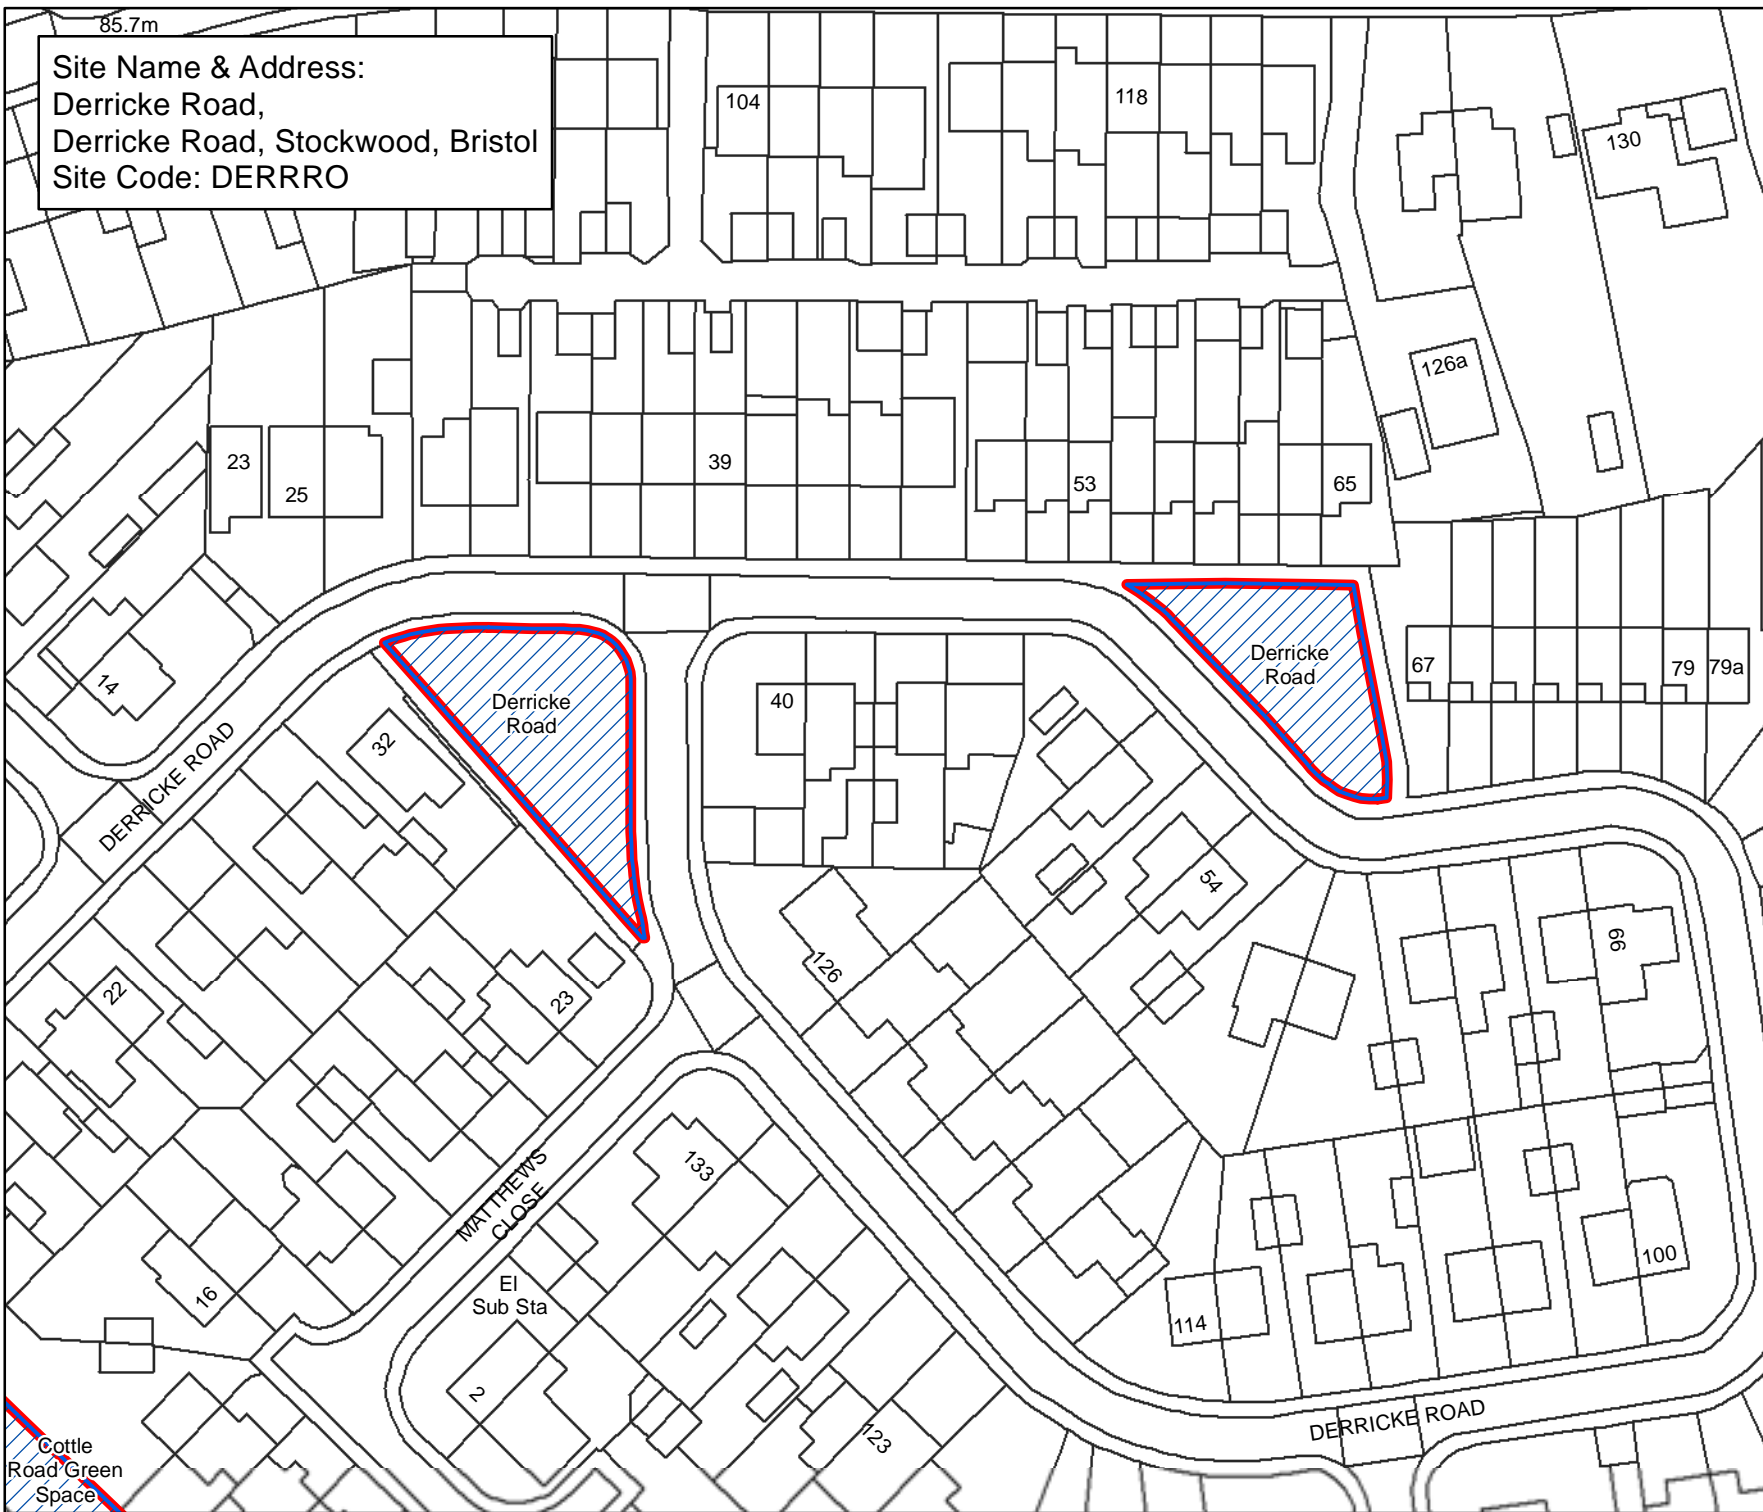 85.7m
Site Name & Address:
Derricke Road,
Derricke Road, Stockwood, Bristol
Site Code: DERRRO
104
118
130
126a
23
25
39
53
65
14
DERRICKE ROAD
32
Derricke
Road
40
Derricke
Road
67
79
79a
54
66
22
23
126
133
MATTHEWS
CLOSE
16
El
Sub Sta
2
123
114
100
DERRICKE ROAD
Cottle
Road Green
Space